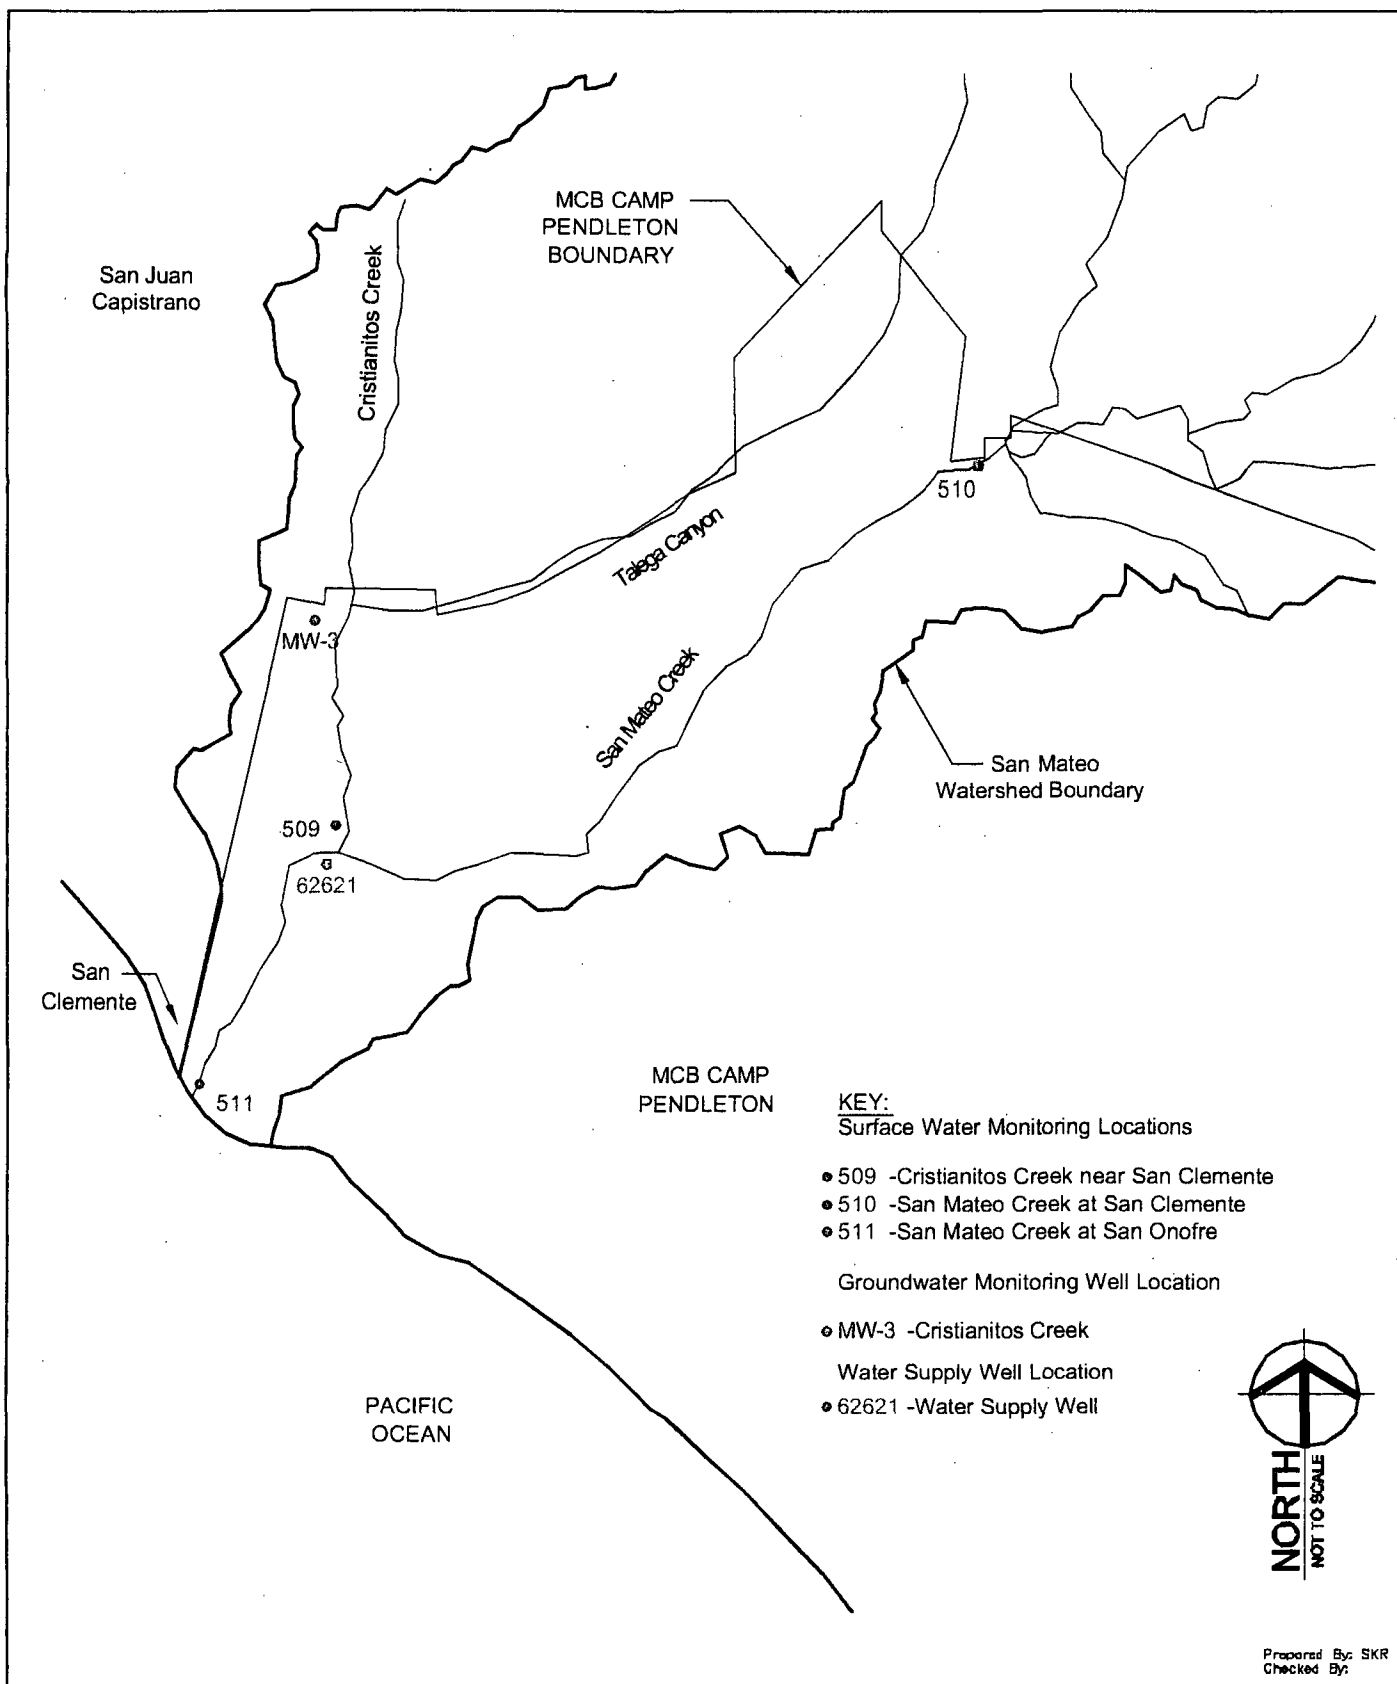 MCB CAMP
PENDLETON
BOUNDARY
San Juan
Capistrano
Cristianitos Creek
510
Talega Canyon
MW-3
San Mateo Creek
San Mateo
Watershed Boundary
509
62621
San
Clemente
511
MCB CAMP
PENDLETON
KEY:
Surface Water Monitoring Locations
509 -Cristianitos Creek near San Clemente
510 -San Mateo Creek at San Clemente
511 -San Mateo Creek at San Onofre
Groundwater Monitoring Well Location
MW-3 -Cristianitos Creek
Water Supply Well Location
62621 -Water Supply Well
PACIFIC
OCEAN
NORTH
NOT TO SCALE
Prepared By: SKR
Checked By: